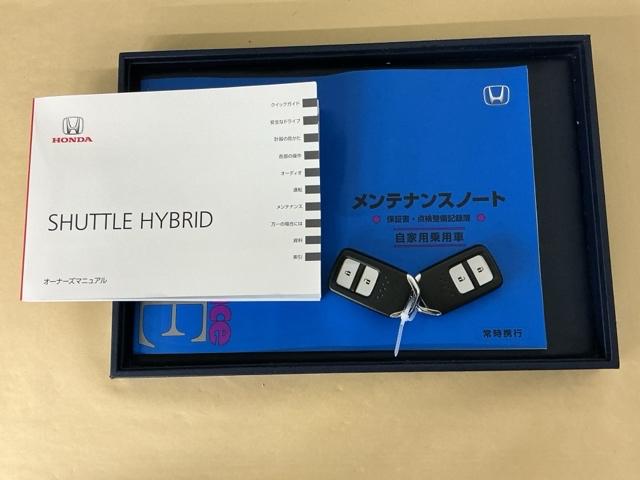 HONDA
SHUTTLE HYBRID
オーナーズマニュアル
クイックガイド
安全なドライブ
計器の見かた
各部の操作
オーディオ
運転
メンテナンス
万一の場合には
資料
索引
メンテナンスノート
保証書・点検整備記録簿
自家用乗用車
常時携行